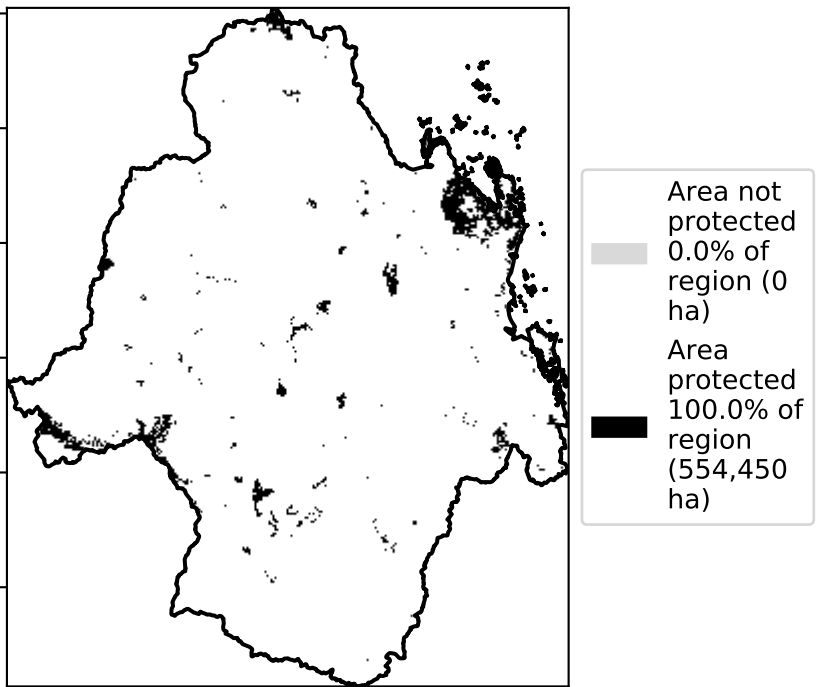 Area not
protected
0.0% of
region (0
ha)
Area
protected
100.0% of
region
(554,450
ha)